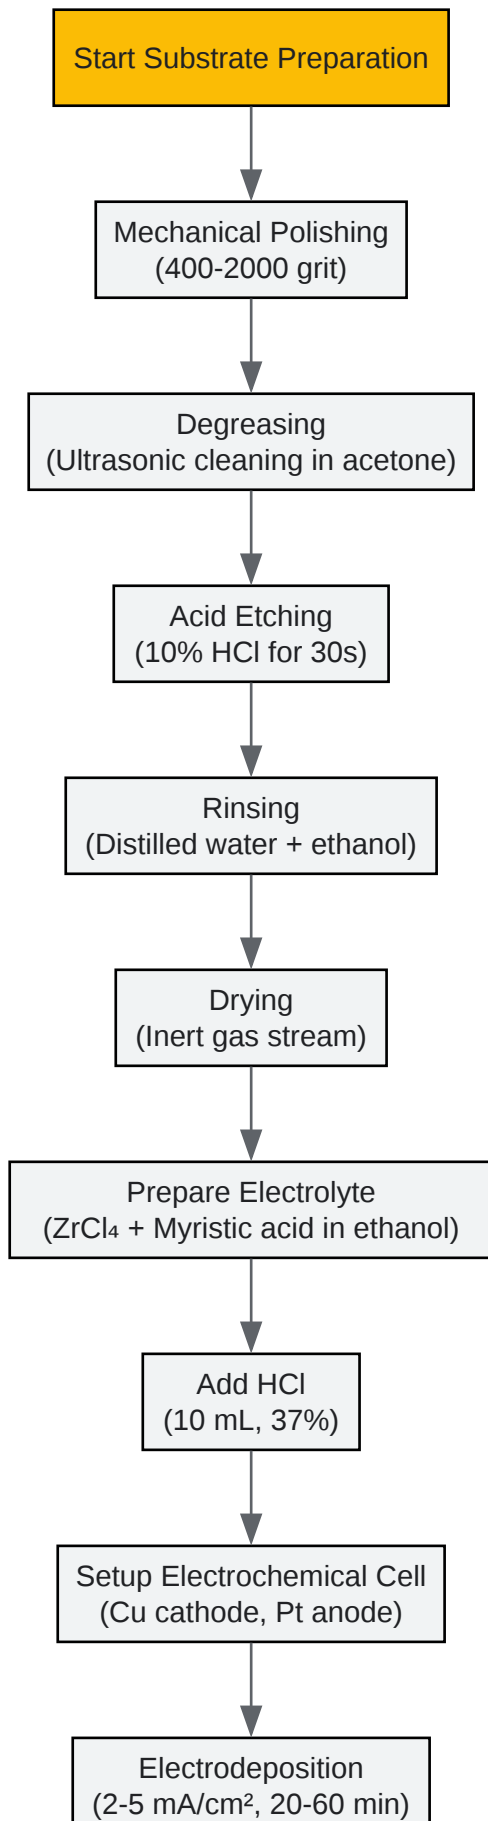 Start Substrate Preparation
Mechanical Polishing
(400-2000 grit)
Degreasing
(Ultrasonic cleaning in acetone)
Acid Etching
(10% HCl for 30s)
Rinsing
(Distilled water + ethanol)
Drying
(Inert gas stream)
Prepare Electrolyte
(ZrCl₄ + Myristic acid in ethanol)
Add HCl
(10 mL, 37%)
Setup Electrochemical Cell
(Cu cathode, Pt anode)
Electrodeposition
(2-5 mA/cm², 20-60 min)